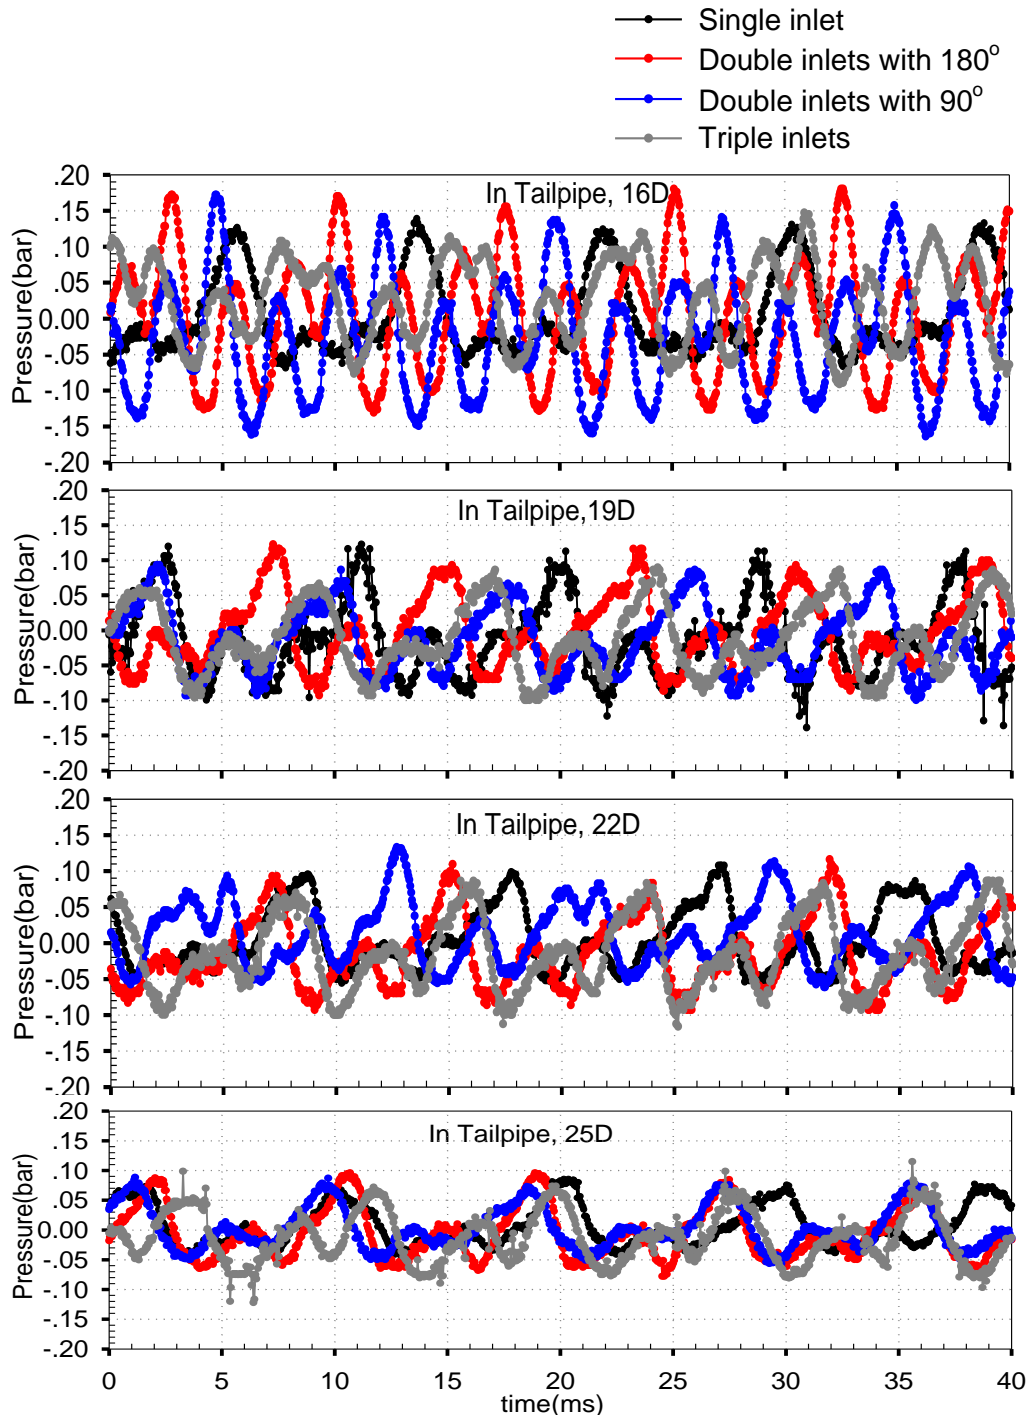 Single inlet
Double inlets with 180°
Double inlets with 90°
Triple inlets
In Tailpipe, 16D
Pressure(bar)
.20
.15
.10
.05
0.00
-.05
-.10
-.15
-.20
In Tailpipe,19D
Pressure(bar)
.20
.15
.10
.05
0.00
-.05
-.10
-.15
-.20
In Tailpipe, 22D
Pressure(bar)
.20
.15
.10
.05
0.00
-.05
-.10
-.15
-.20
In Tailpipe, 25D
Pressure(bar)
.20
.15
.10
.05
0.00
-.05
-.10
-.15
-.20
0 5 10 15 20 25 30 35 40
time(ms)